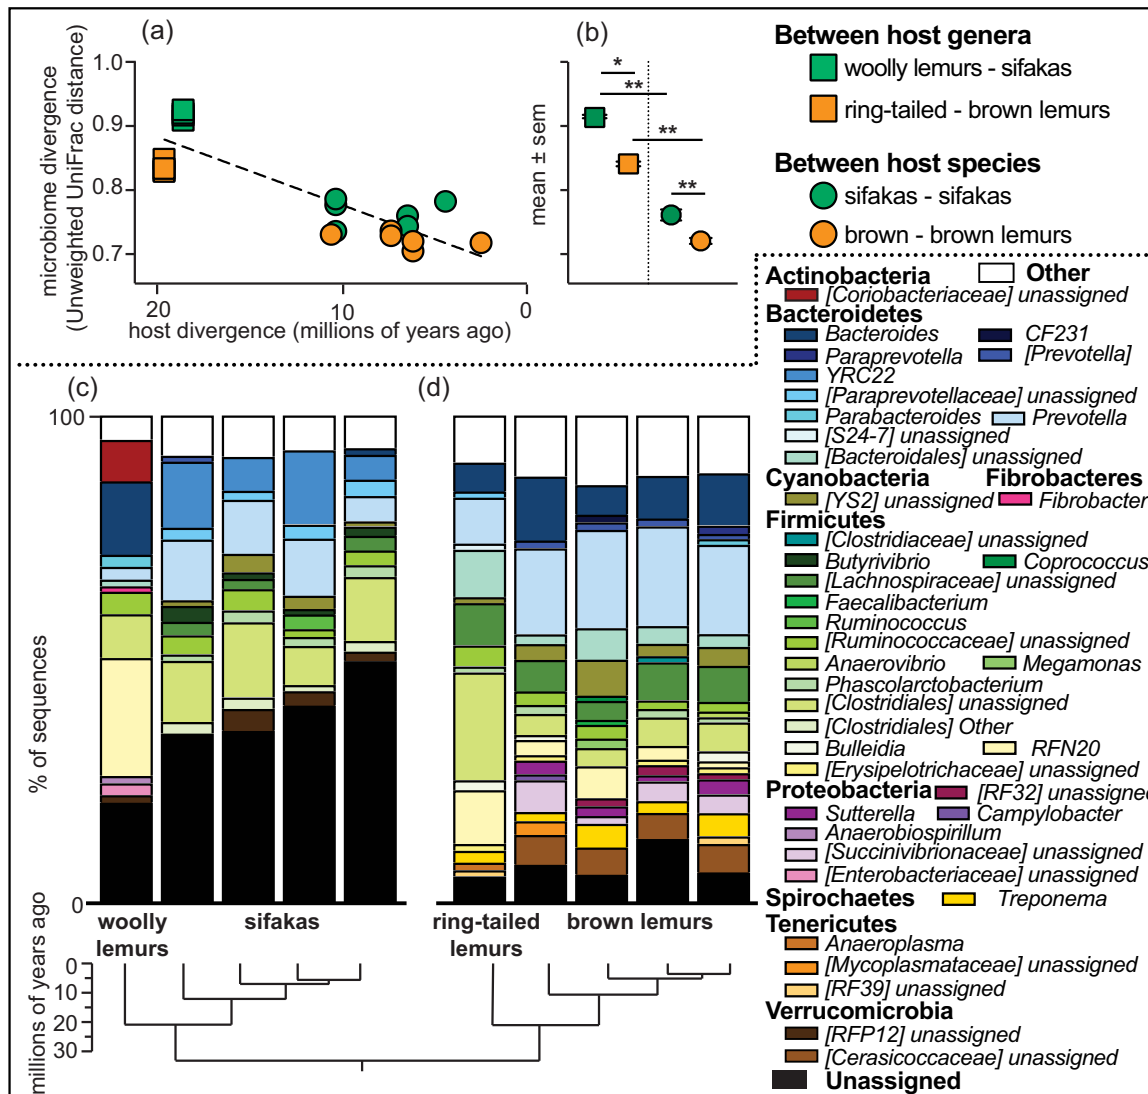 (a)
microbiome divergence
(Unweighted UniFrac distance)
1.0
0.9
0.8
0.7
20
10
0
host divergence (millions of years ago)
(b)
mean ± sem
*
**
**
**
Between host genera
woolly lemurs - sifakas
ring-tailed - brown lemurs
Between host species
sifakas - sifakas
brown - brown lemurs
Actinobacteria
Other
[Coriobacteriaceae] unassigned
Bacteroidetes
Bacteroides
CF231
Paraprevotella
[Prevotella]
YRC22
[Paraprevotellaceae] unassigned
Parabacteroides
Prevotella
[S24-7] unassigned
[Bacteroidales] unassigned
Cyanobacteria
Fibrobacteres
[YS2] unassigned
Fibrobacter
Firmicutes
[Clostridiaceae] unassigned
Butyrivibrio
Coprococcus
[Lachnospiraceae] unassigned
Faecalibacterium
Ruminococcus
[Ruminococcaceae] unassigned
Anaerovibrio
Megamonas
Phascolarctobacterium
[Clostridiales] unassigned
[Clostridiales] Other
Bulleidia
RFN20
[Erysipelotrichaceae] unassigned
Proteobacteria
[RF32] unassigned
Sutterella
Campylobacter
Anaerobiospirillum
[Succinivibrionaceae] unassigned
[Enterobacteriaceae] unassigned
Spirochaetes
Treponema
Tenericutes
Anaeroplasma
[Mycoplasmataceae] unassigned
[RF39] unassigned
Verrucomicrobia
[RFP12] unassigned
[Cerasicoccaceae] unassigned
Unassigned
(c)
(d)
100
% of sequences
0
woolly
lemurs
sifakas
ring-tailed
lemurs
brown lemurs
millions of years ago
0
10
20
30